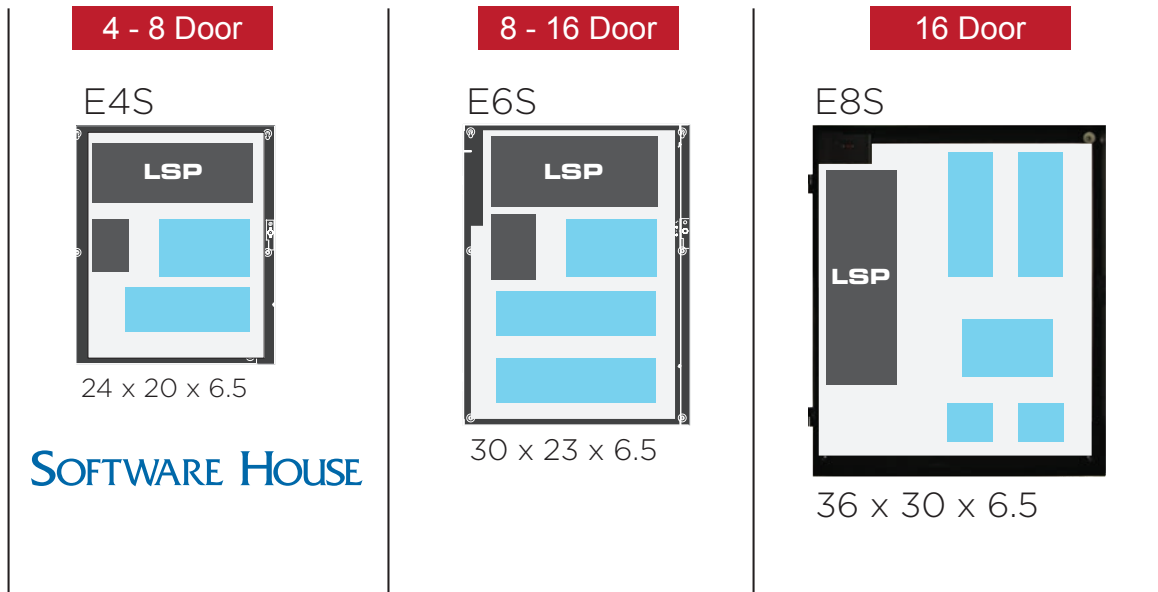 4 - 8 Door
E4S
LSP
24 x 20 x 6.5
SOFTWARE HOUSE
8 - 16 Door
E6S
LSP
30 x 23 x 6.5
16 Door
E8S
LSP
36 x 30 x 6.5